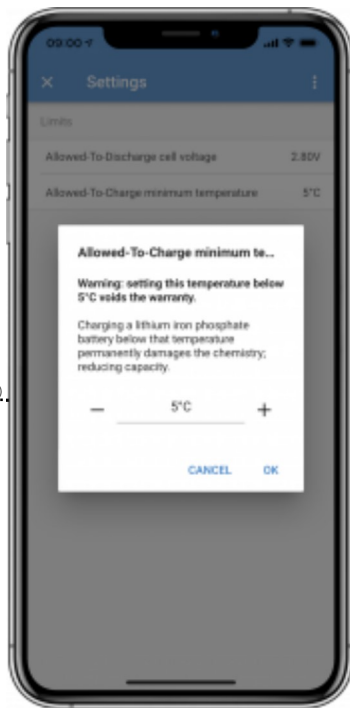 09:00
Settings
Limits
Allowed-To-Discharge cell voltage 2.80V
Allowed-To-Charge minimum temperature 5°C
Allowed-To-Charge minimum te...
Warning: setting this temperature below
5°C voids the warranty.
Charging a lithium iron phosphate
battery below that temperature
permanently damages the chemistry;
reducing capacity.
− 5°C +
CANCEL OK